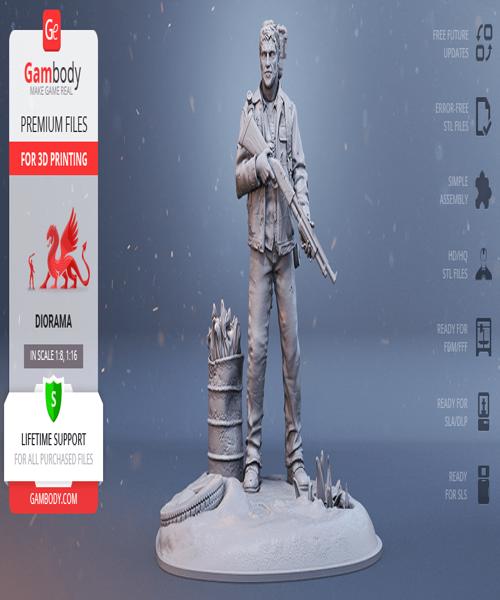 Ge
Gambody
MAKE GAME REAL
PREMIUM FILES
FOR 3D PRINTING
DIORAMA
IN SCALE 1:8, 1:16
S
LIFETIME SUPPORT
FOR ALL PURCHASED FILES
GAMBODY.COM
FREE FUTURE
UPDATES
ERROR-FREE
STL FILES
SIMPLE
ASSEMBLY
HD/HQ
STL FILES
READY FOR
FDM/FFF
READY FOR
SLA/DLP
READY
FOR SLS